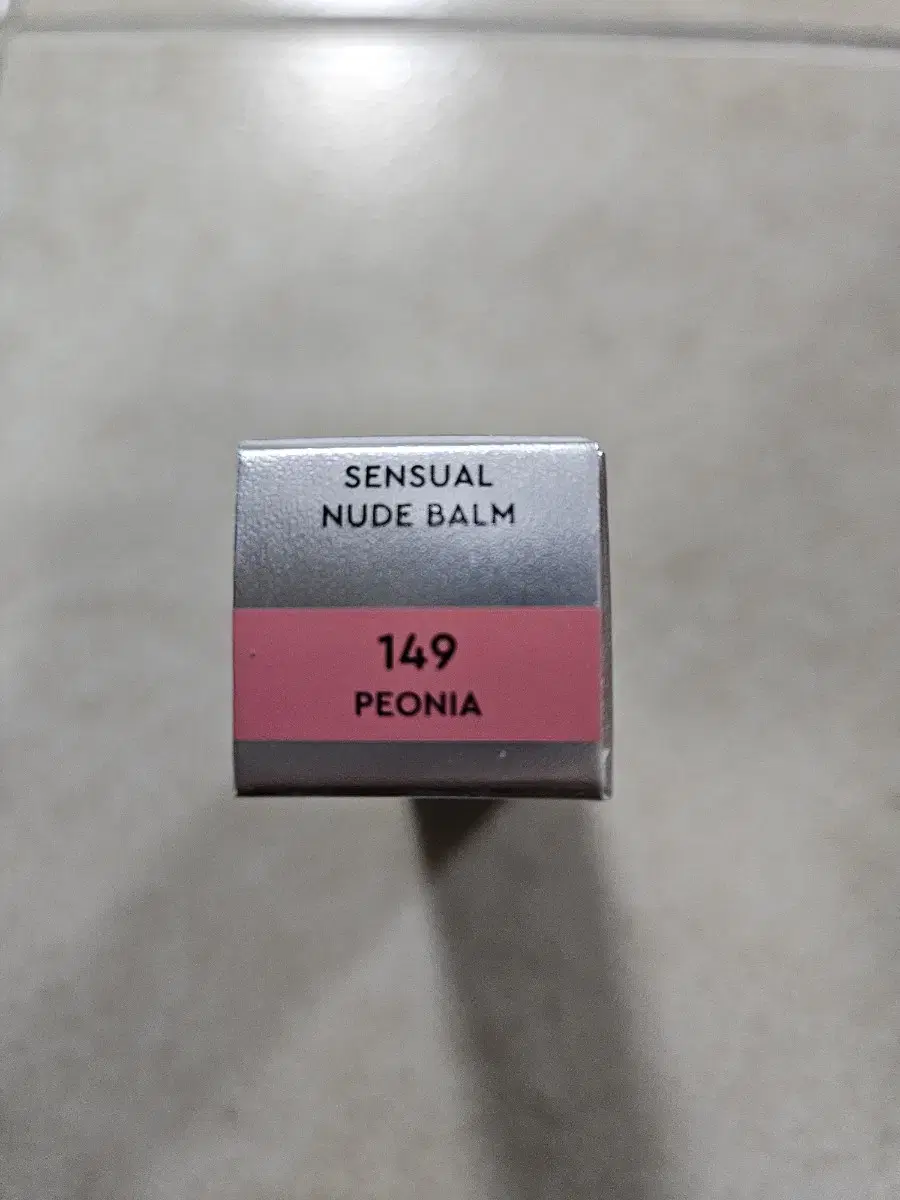 SENSUAL
NUDE BALM
149
PEONIA